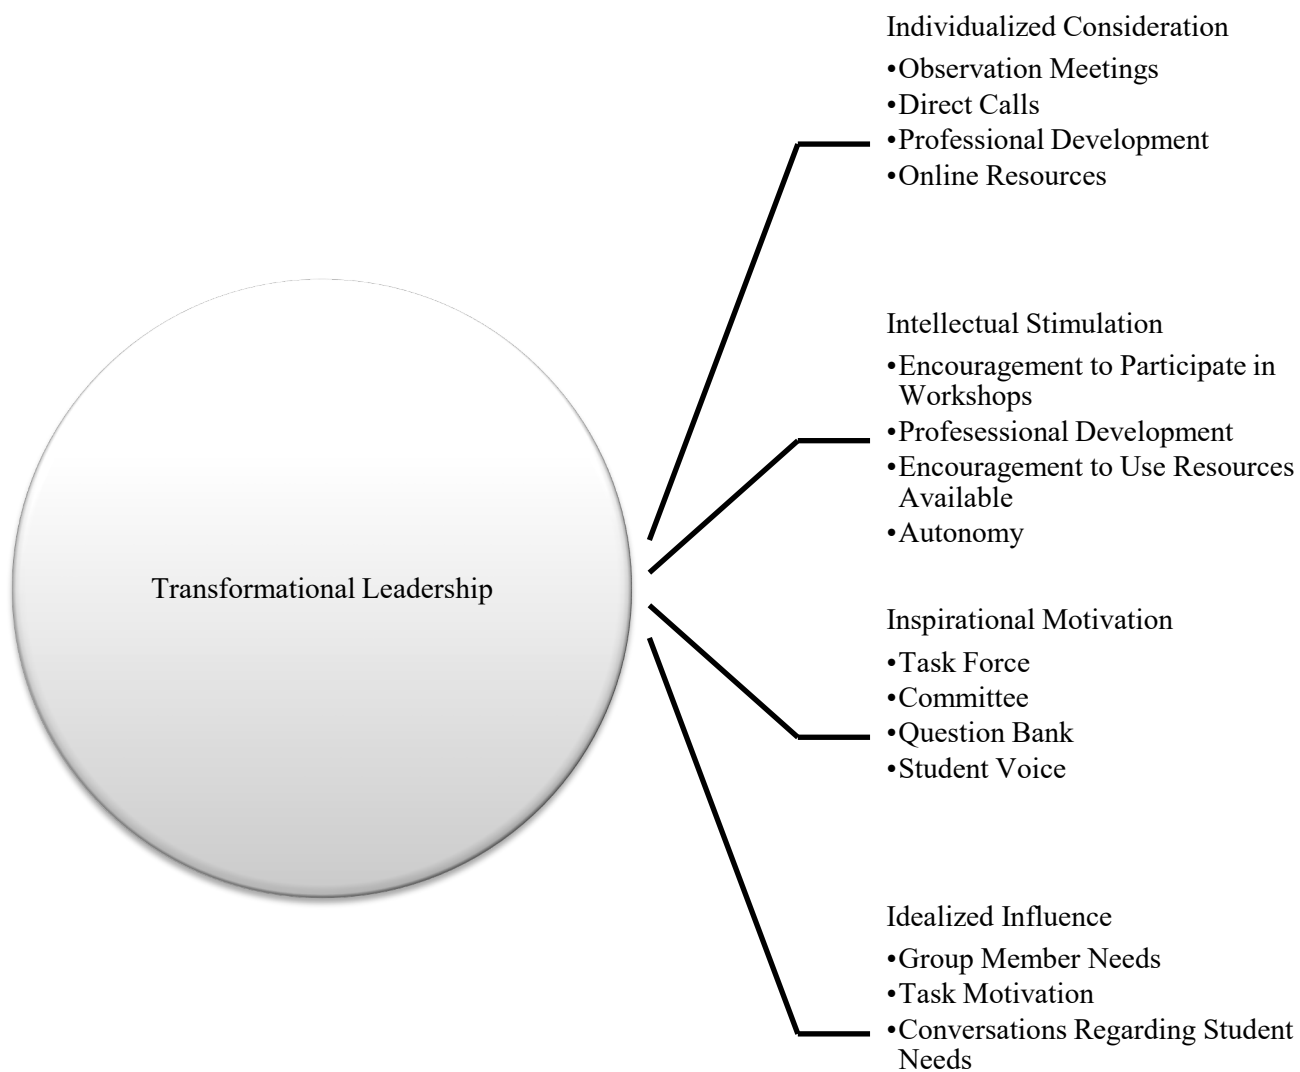 Individualized Consideration
•Observation Meetings
•Direct Calls
•Professional Development
•Online Resources
Intellectual Stimulation
•Encouragement to Participate in
Workshops
•Profesessional Development
•Encouragement to Use Resources
Available
•Autonomy
Transformational Leadership
Inspirational Motivation
•Task Force
•Committee
•Question Bank
•Student Voice
Idealized Influence
•Group Member Needs
•Task Motivation
•Conversations Regarding Student
Needs